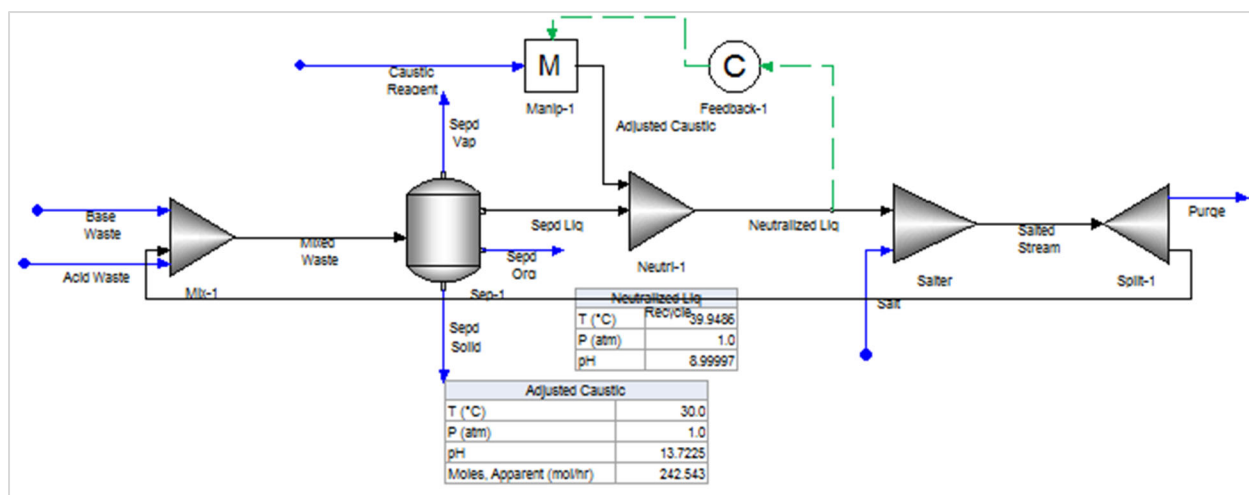 M
C
Caustic
Reagent
Manip-1
Feedback-1
Sepd
Vap
Adjusted Caustic
Base
Waste
Mixed
Waste
Sepd Liq
Neutralized Liq
Salted
Stream
Purge
Acid Waste
Sepd
Org
Mix-1
Sep-1
Neutrl-1
Salter
Split-1
Recycle
Salt
Sepd
Solid
Neutralized Liq
T (°C) 39.9486
P (atm) 1.0
pH 8.99997
Adjusted Caustic
T (°C) 30.0
P (atm) 1.0
pH 13.7225
Moles, Apparent (mol/hr) 242.543